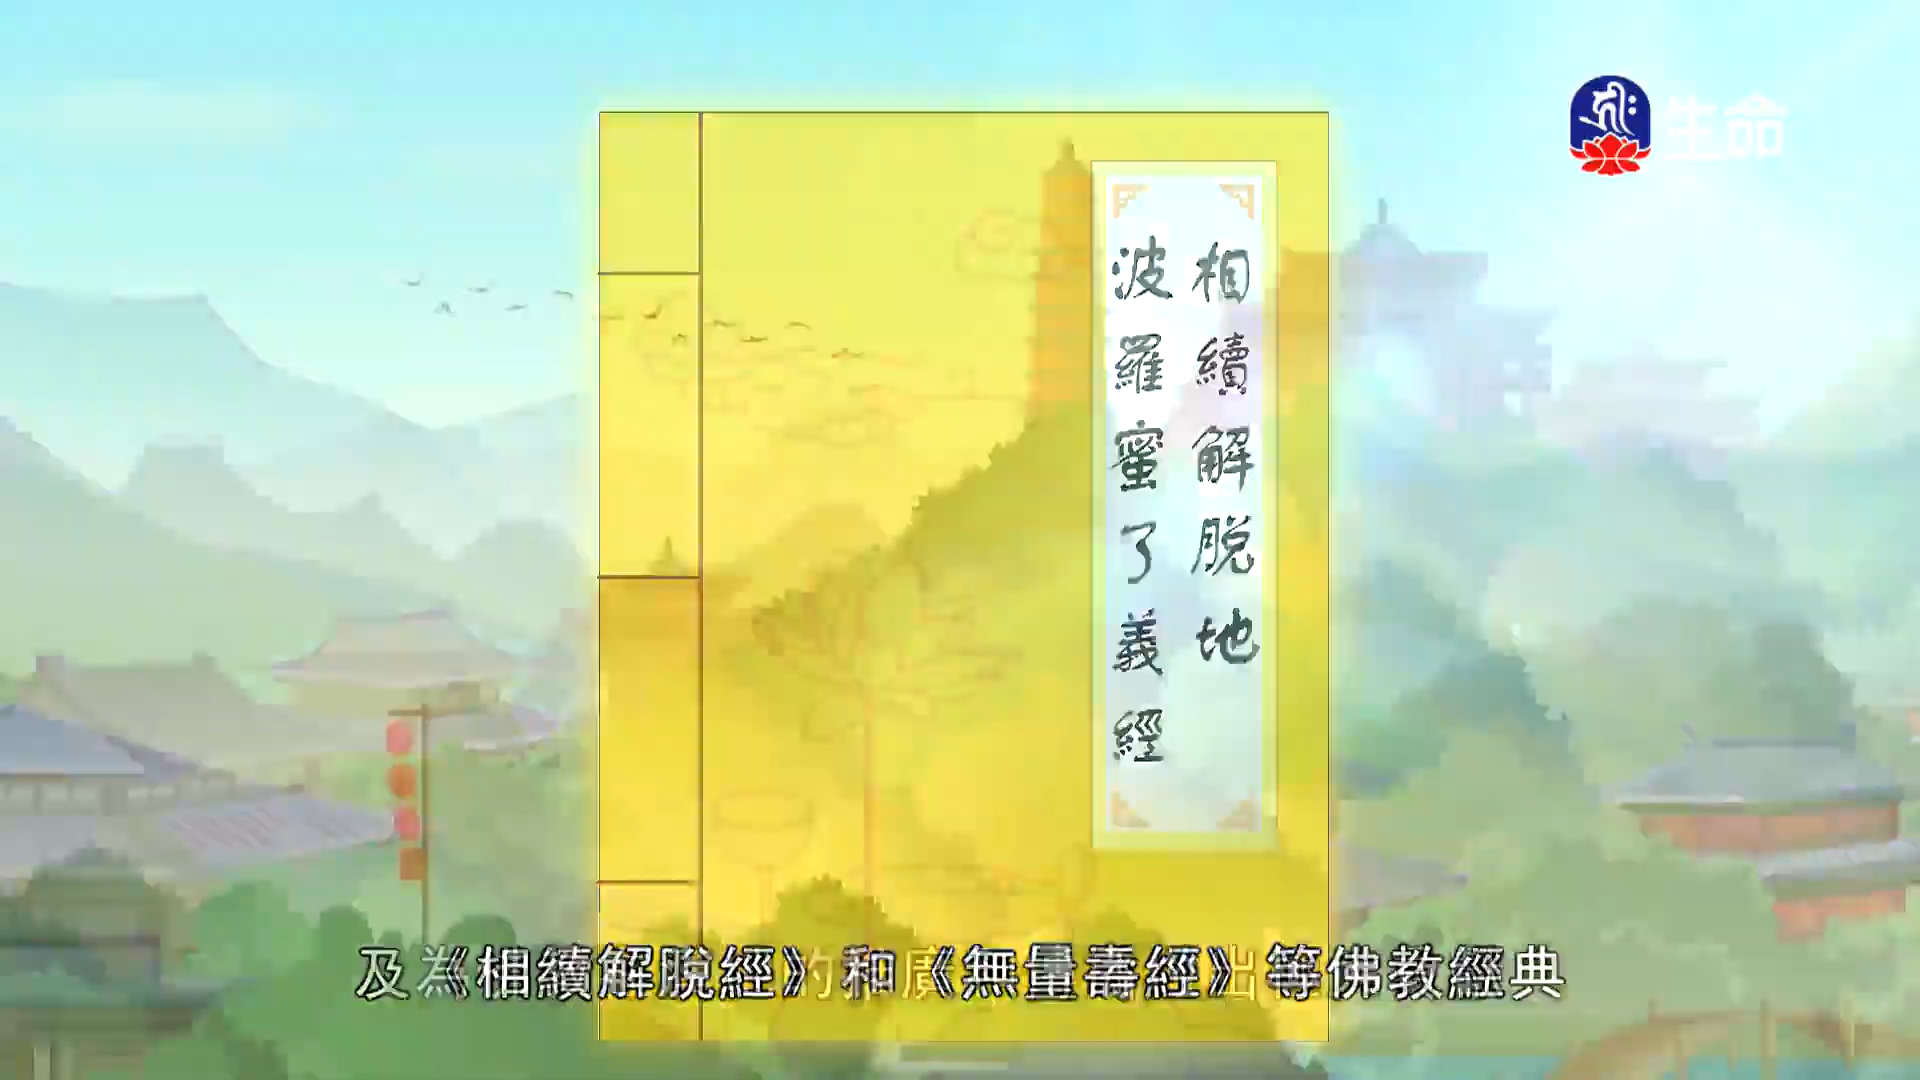 生命
相續解脫地
波羅蜜了義經
及為《相續解脫經》和《無量壽經》等佛教經典